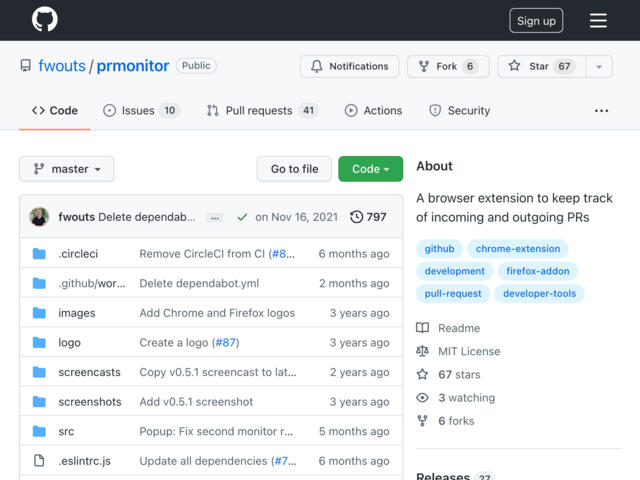 Sign up
fwouts / prmonitor Public
Notifications
Fork 6
Star 67
Code
Issues 10
Pull requests 41
Actions
Security
master
Go to file
Code
fwouts Delete dependab... ... on Nov 16, 2021 797
.circleci Remove CircleCI from CI (#8... 6 months ago
.github/wor... Delete dependabot.yml 2 months ago
images Add Chrome and Firefox logos 3 years ago
logo Create a logo (#87) 3 years ago
screencasts Copy v0.5.1 screencast to lat... 2 years ago
screenshots Add v0.5.1 screenshot 3 years ago
src Popup: Fix second monitor r... 5 months ago
.eslintrc.js Update all dependencies (#7... 6 months ago
About
A browser extension to keep track
of incoming and outgoing PRs
github chrome-extension
development firefox-addon
pull-request developer-tools
Readme
MIT License
67 stars
3 watching
6 forks
Releases 27